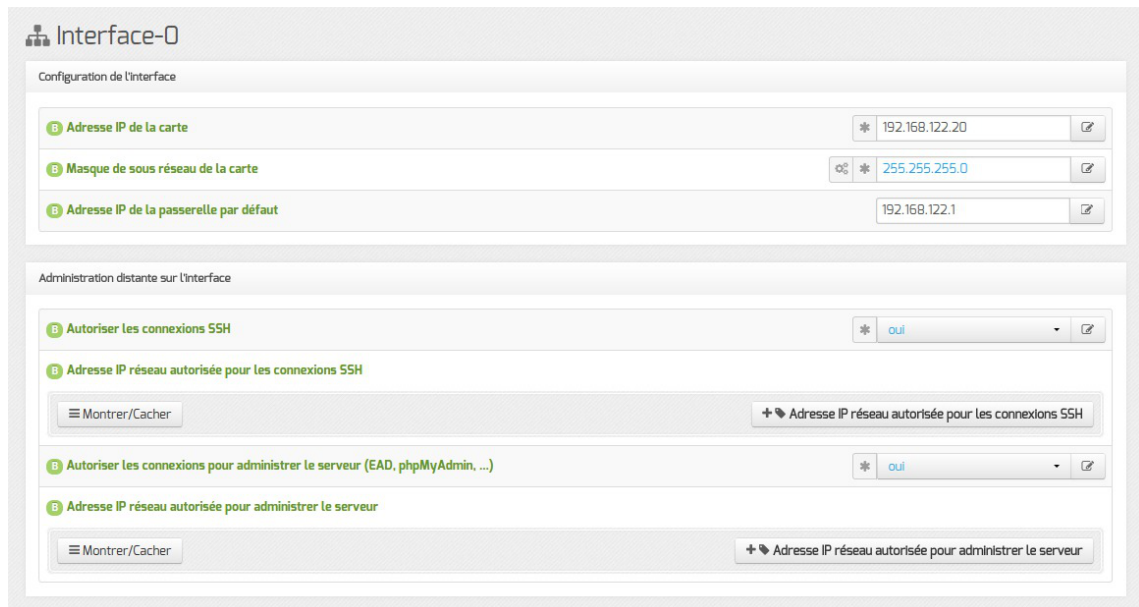 Interface-0
Configuration de l'interface
B Adresse IP de la carte
192.168.122.20
B Masque de sous réseau de la carte
255.255.255.0
B Adresse IP de la passerelle par défaut
192.168.122.1
Administration distante sur l'interface
B Autoriser les connexions SSH
oui
B Adresse IP réseau autorisée pour les connexions SSH
Montrer/Cacher
Adresse IP réseau autorisée pour les connexions SSH
B Autoriser les connexions pour administrer le serveur (EAD, phpMyAdmin, ...)
oui
B Adresse IP réseau autorisée pour administrer le serveur
Montrer/Cacher
Adresse IP réseau autorisée pour administrer le serveur